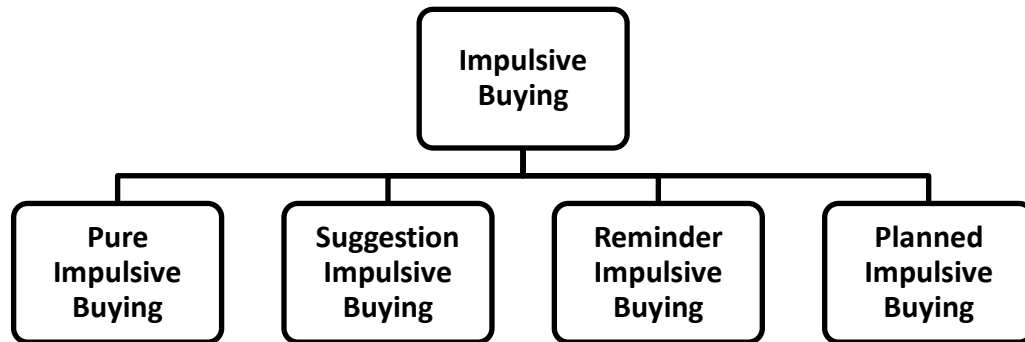 Impulsive
Buying
Pure
Impulsive
Buying
Suggestion
Impulsive
Buying
Reminder
Impulsive
Buying
Planned
Impulsive
Buying